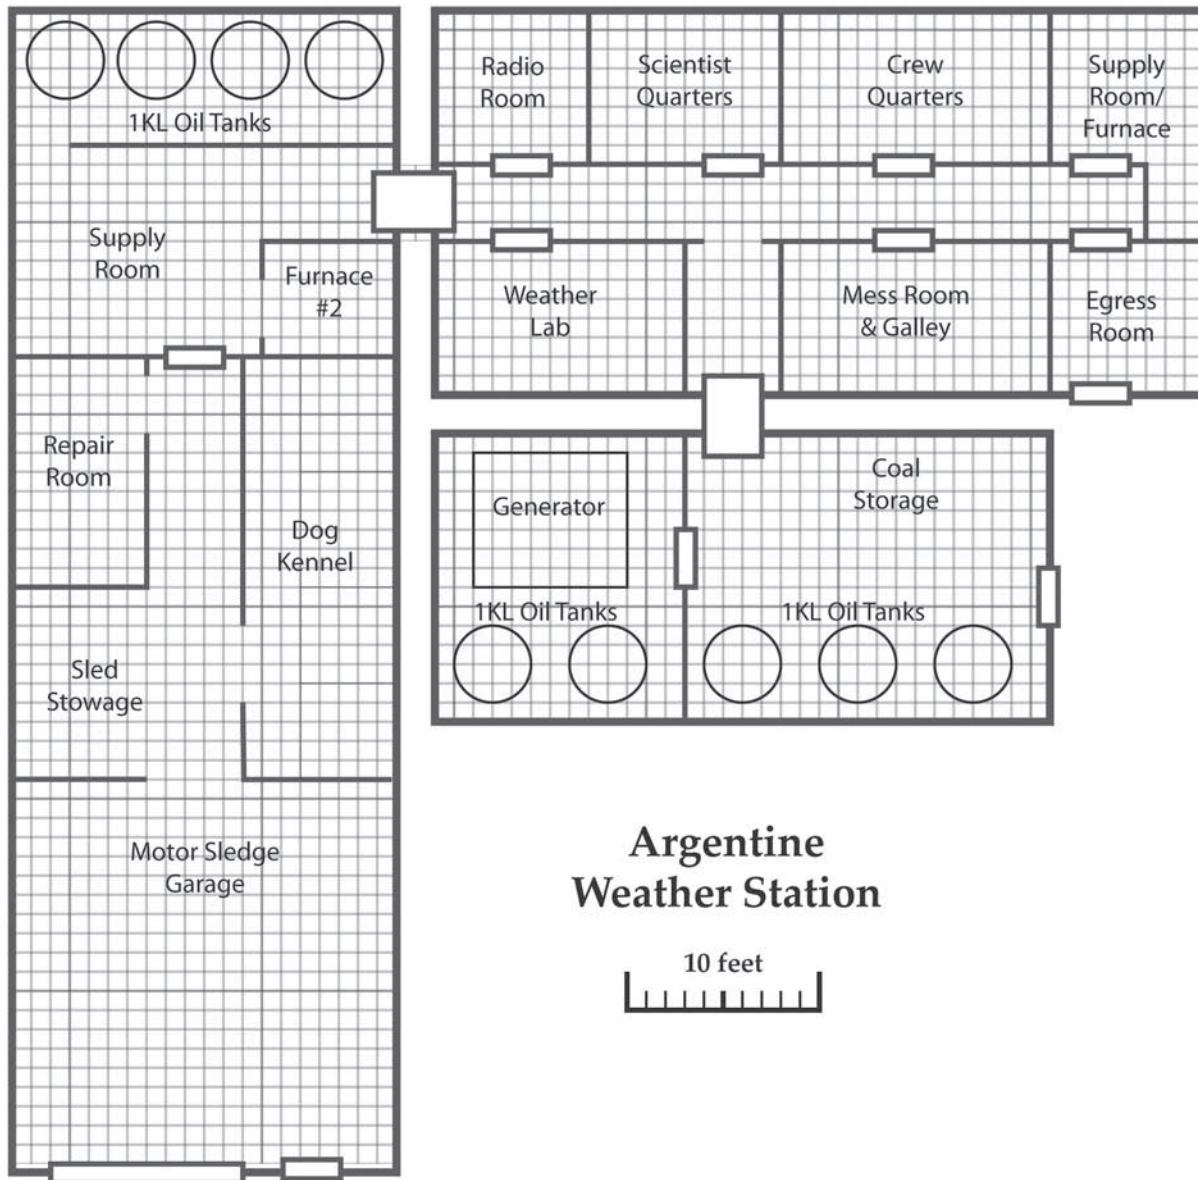 1KL Oil Tanks
Supply
Room
Furnace
#2
Repair
Room
Dog
Kennel
Sled
Stowage
Motor Sledge
Garage
Radio
Room
Scientist
Quarters
Crew
Quarters
Supply
Room/
Furnace
Weather
Lab
Mess Room
& Galley
Egress
Room
Generator
1KL Oil Tanks
Coal
Storage
1KL Oil Tanks
Argentine
Weather Station
10 feet